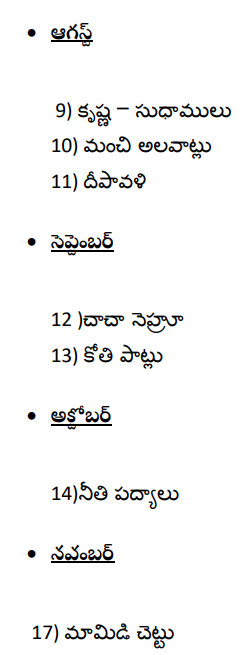 • ఆగస్ట్
9) కృష్ణ – సుధాములు
10) మంచి అలవాట్లు
11) దీపావళి
• సెప్టెంబర్
12 )చాచా నెహ్రూ
13) కోతి పాట్లు
• అక్టోబర్
14)నీతి పద్యాలు
• నవంబర్
17) మామిడి చెట్టు